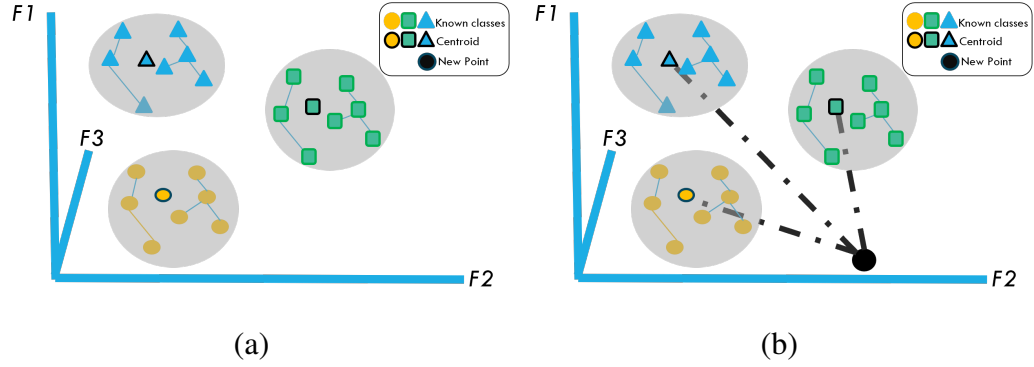 F1
Known classes
Centroid
New Point
F3
F2
(a)
F1
Known classes
Centroid
New Point
F3
F2
(b)